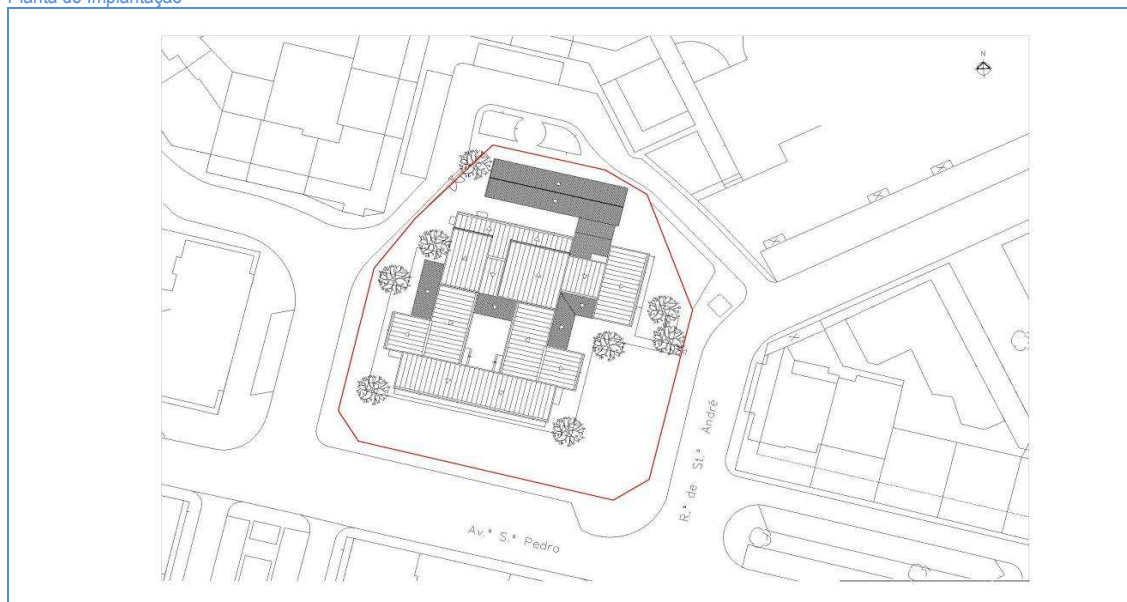 Planta de Implantação
N
R.ª de St.º André
Av.ª S.º Pedro